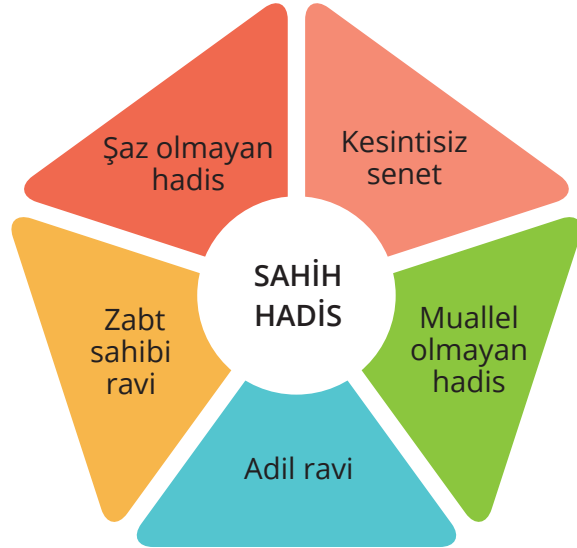 Şaz olmayan
hadis
Kesintisiz
senet
SAHİH
HADİS
Zabt
sahibi
ravi
Muallel
olmayan
hadis
Adil ravi